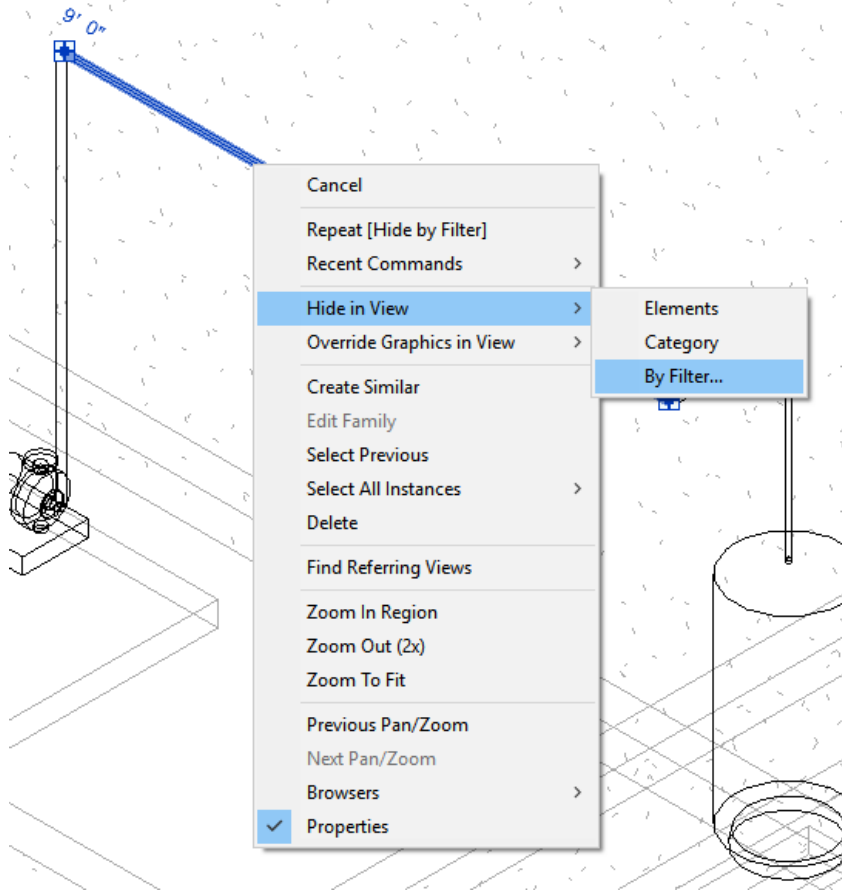 9' 0"
Cancel
Repeat [Hide by Filter]
Recent Commands
Hide in View
Elements
Override Graphics in View
Category
By Filter...
Create Similar
Edit Family
Select Previous
Select All Instances
Delete
Find Referring Views
Zoom In Region
Zoom Out (2x)
Zoom To Fit
Previous Pan/Zoom
Next Pan/Zoom
Browsers
Properties